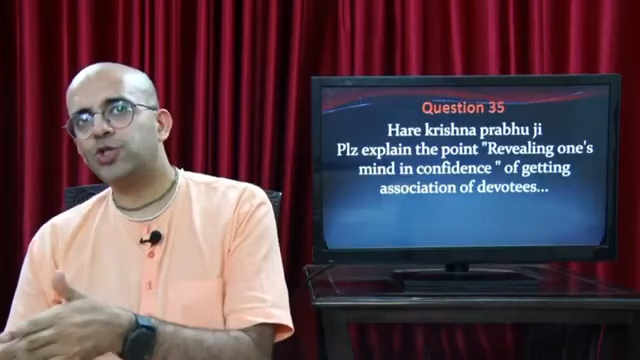 Question 35
Hare krishna prabhu ji
Plz explain the point "Revealing one's
mind in confidence " of getting
association of devotees...